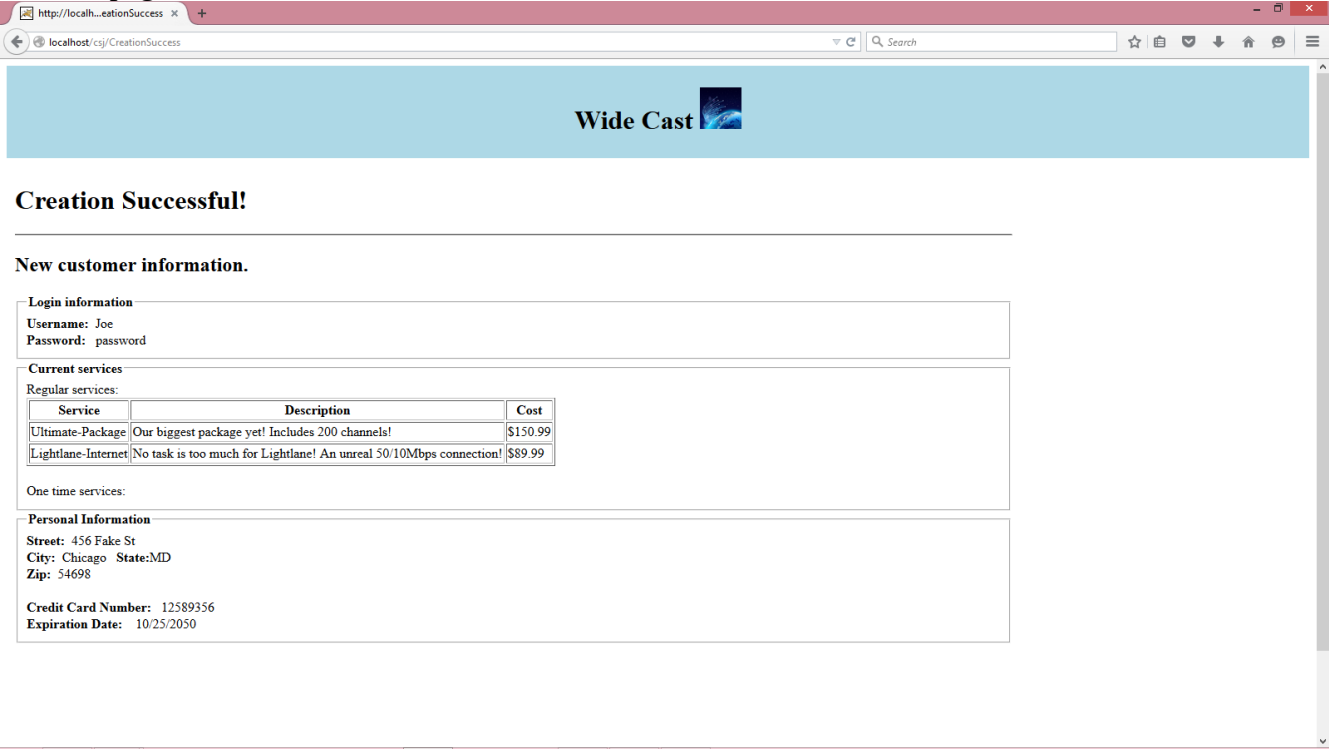 http://localh...eationSuccess × +
localhost/csj/CreationSuccess Search
Wide Cast
Creation Successful!
New customer information.
Login information
Username: Joe
Password: password
Current services
Regular services:
Service Description Cost
Ultimate-Package Our biggest package yet! Includes 200 channels! $150.99
Lightlane-Internet No task is too much for Lightlane! An unreal 50/10Mbps connection! $89.99
One time services:
Personal Information
Street: 456 Fake St
City: Chicago State:MD
Zip: 54698
Credit Card Number: 12589356
Expiration Date: 10/25/2050